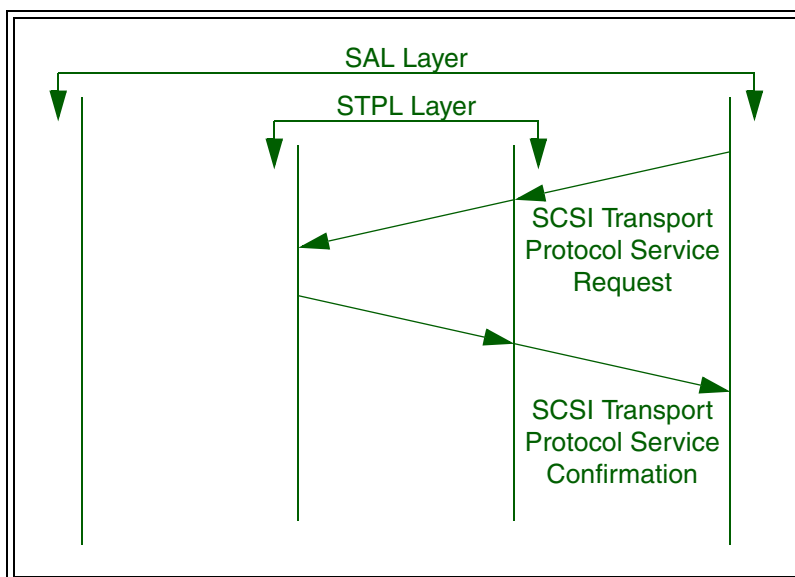 SAL Layer
STPL Layer
SCSI Transport
Protocol Service
Request
SCSI Transport
Protocol Service
Confirmation